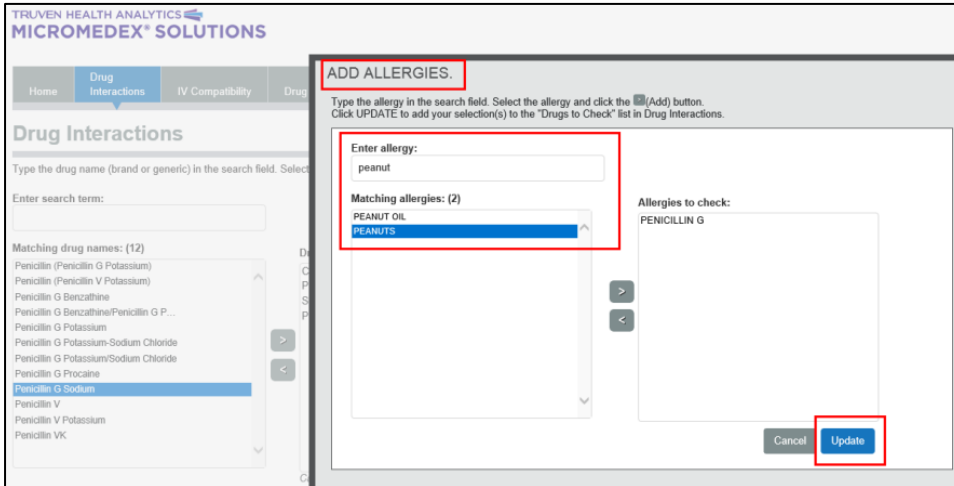 TRUVEN HEALTH ANALYTICS
MICROMEDEX® SOLUTIONS
Home
Drug
Interactions
IV Compatibility
Drug
Drug Interactions
Type the drug name (brand or generic) in the search field. Select
Enter search term:
Matching drug names: (12)
Penicillin (Penicillin G Potassium)
Penicillin (Penicillin V Potassium)
Penicillin G Benzathine
Penicillin G Benzathine/Penicillin G P...
Penicillin G Potassium
Penicillin G Potassium-Sodium Chloride
Penicillin G Potassium/Sodium Chloride
Penicillin G Procaine
Penicillin G Sodium
Penicillin V
Penicillin V Potassium
Penicillin VK
>
<
D
C
P
S
P
ADD ALLERGIES.
Type the allergy in the search field. Select the allergy and click the (Add) button.
Click UPDATE to add your selection(s) to the "Drugs to Check" list in Drug Interactions.
Enter allergy:
peanut
Matching allergies: (2)
PEANUT OIL
PEANUTS
>
<
Allergies to check:
PENICILLIN G
Cancel
Update